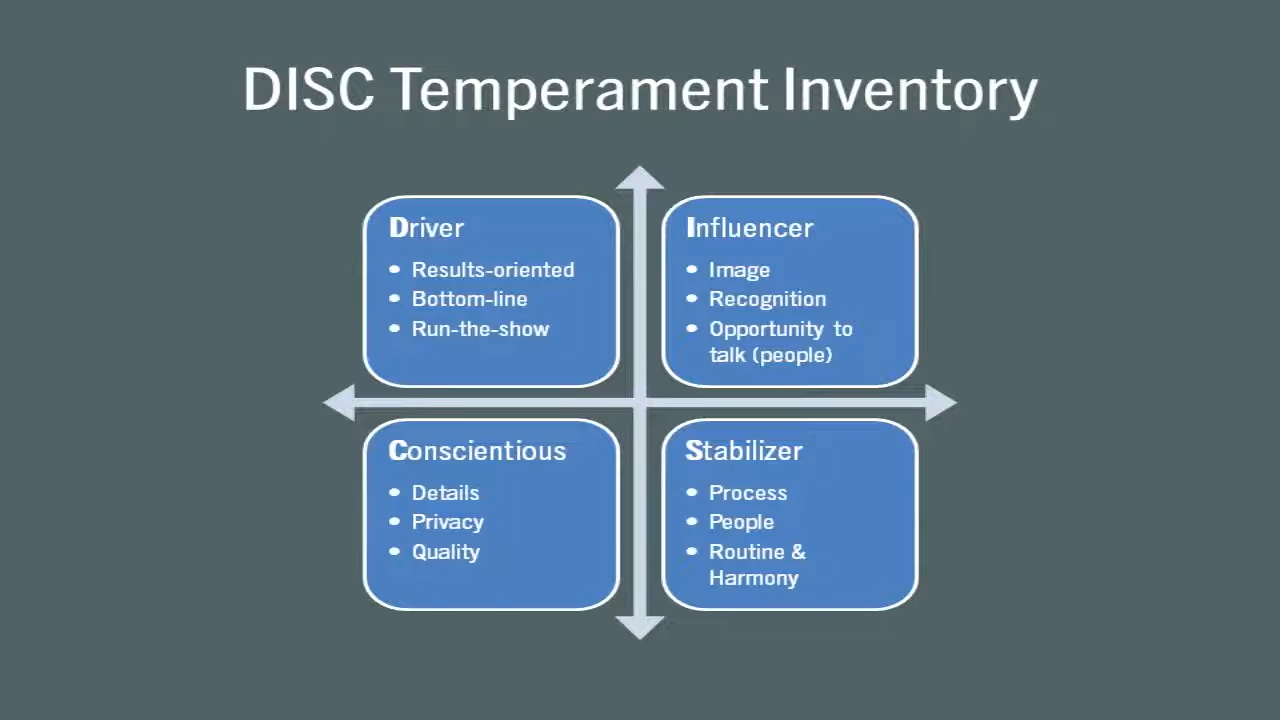 DISC Temperament Inventory
Driver
• Results-oriented
• Bottom-line
• Run-the-show
Influencer
• Image
• Recognition
• Opportunity to
talk (people)
Conscientious
• Details
• Privacy
• Quality
Stabilizer
• Process
• People
• Routine &
Harmony